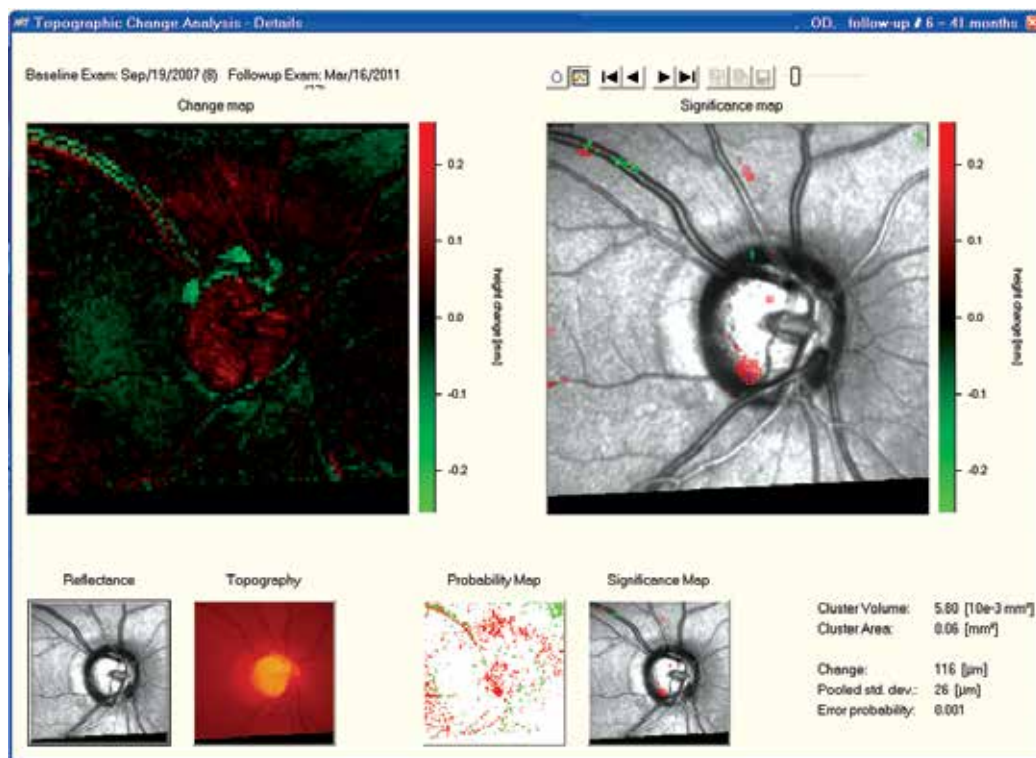 Topographic Change Analysis - Details
OD, follow-up # 6 - 41 months
Baseline Exam: Sep/19/2007 (8) Followup Exam: Mar/16/2011
Change map
Significance map
0.2
0.1
0.0
-0.1
-0.2
height change [mm]
0.2
0.1
0.0
-0.1
-0.2
height change [mm]
Reflectance
Topography
Probability Map
Significance Map
Cluster Volume: 5.80 [10e-3 mm³]
Cluster Area: 0.06 [mm²]
Change: 116 [µm]
Pooled std. dev.: 26 [µm]
Error probability: 0.001